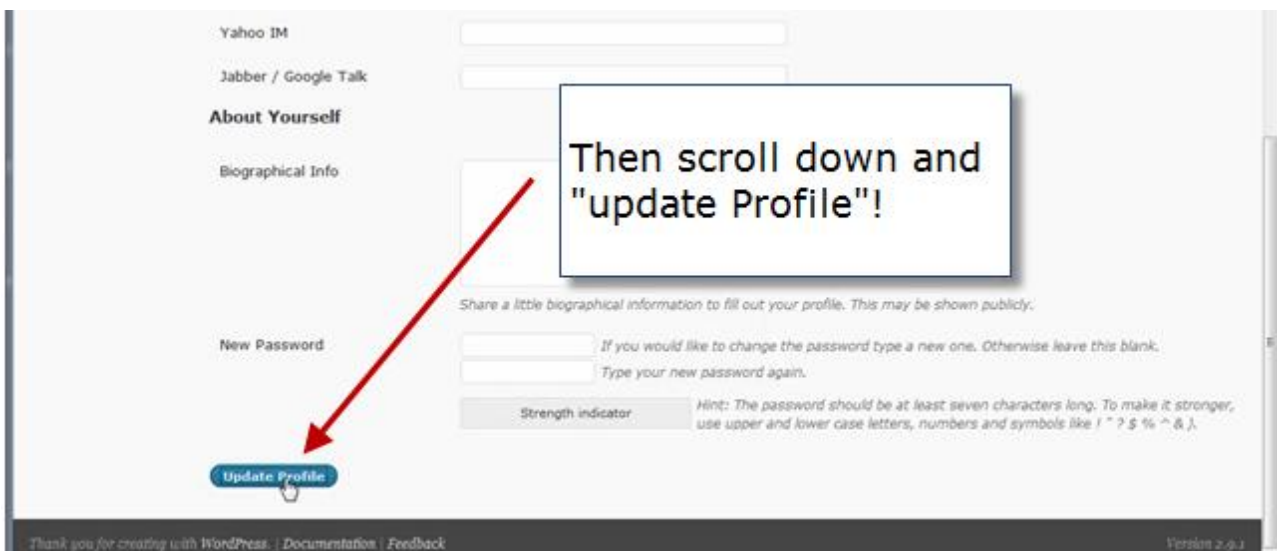 Yahoo IM
Jabber / Google Talk
About Yourself
Then scroll down and
"update Profile"!
Biographical Info
Share a little biographical information to fill out your profile. This may be shown publicly.
New Password
If you would like to change the password type a new one. Otherwise leave this blank.
Type your new password again.
Strength indicator
Hint: The password should be at least seven characters long. To make it stronger,
use upper and lower case letters, numbers and symbols like ! " ? $ % ^ & ).
Update Profile
Thank you for creating with WordPress. | Documentation | Feedback
Version 2.9.1